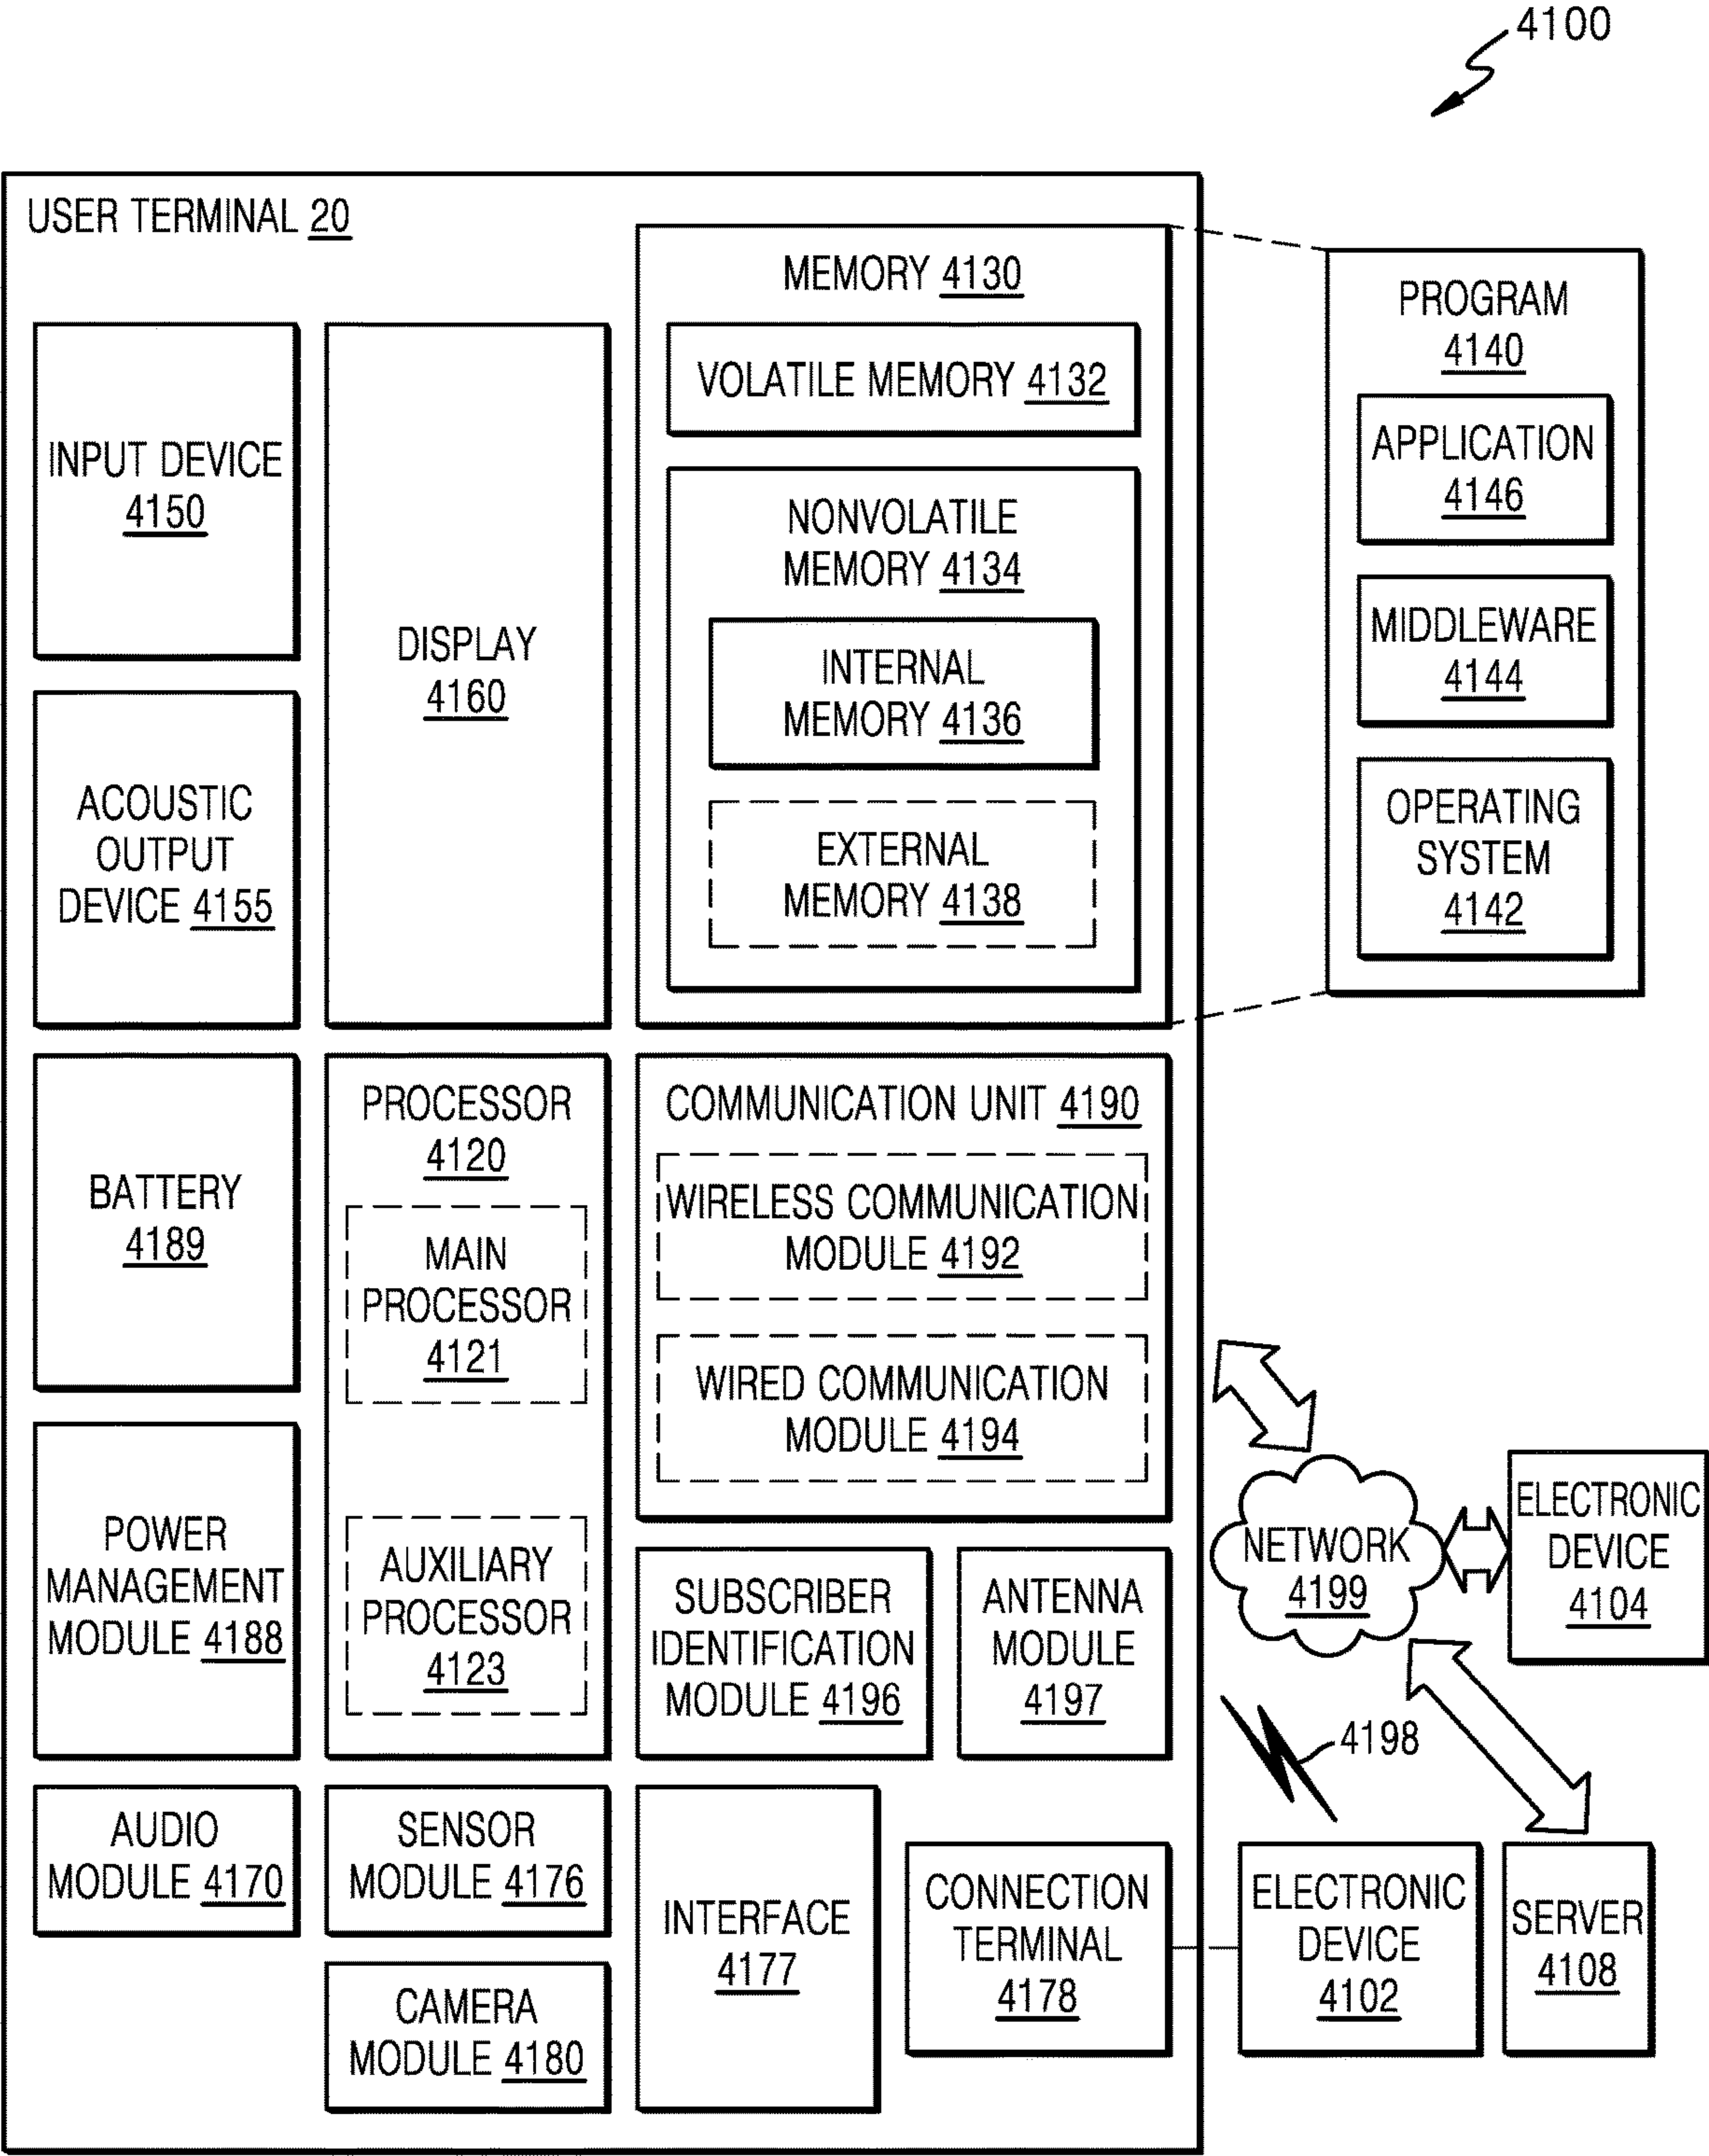 4100
USER TERMINAL 20
INPUT DEVICE
4150
ACOUSTIC
OUTPUT
DEVICE 4155
DISPLAY
4160
MEMORY 4130
VOLATILE MEMORY 4132
NONVOLATILE
MEMORY 4134
INTERNAL
MEMORY 4136
EXTERNAL
MEMORY 4138
PROGRAM
4140
APPLICATION
4146
MIDDLEWARE
4144
OPERATING
SYSTEM
4142
BATTERY
4189
POWER
MANAGEMENT
MODULE 4188
PROCESSOR
4120
MAIN
PROCESSOR
4121
AUXILIARY
PROCESSOR
4123
COMMUNICATION UNIT 4190
WIRELESS COMMUNICATION
MODULE 4192
WIRED COMMUNICATION
MODULE 4194
SUBSCRIBER
IDENTIFICATION
MODULE 4196
ANTENNA
MODULE
4197
NETWORK
4199
ELECTRONIC
DEVICE
4104
4198
AUDIO
MODULE 4170
SENSOR
MODULE 4176
CAMERA
MODULE 4180
INTERFACE
4177
CONNECTION
TERMINAL
4178
ELECTRONIC
DEVICE
4102
SERVER
4108